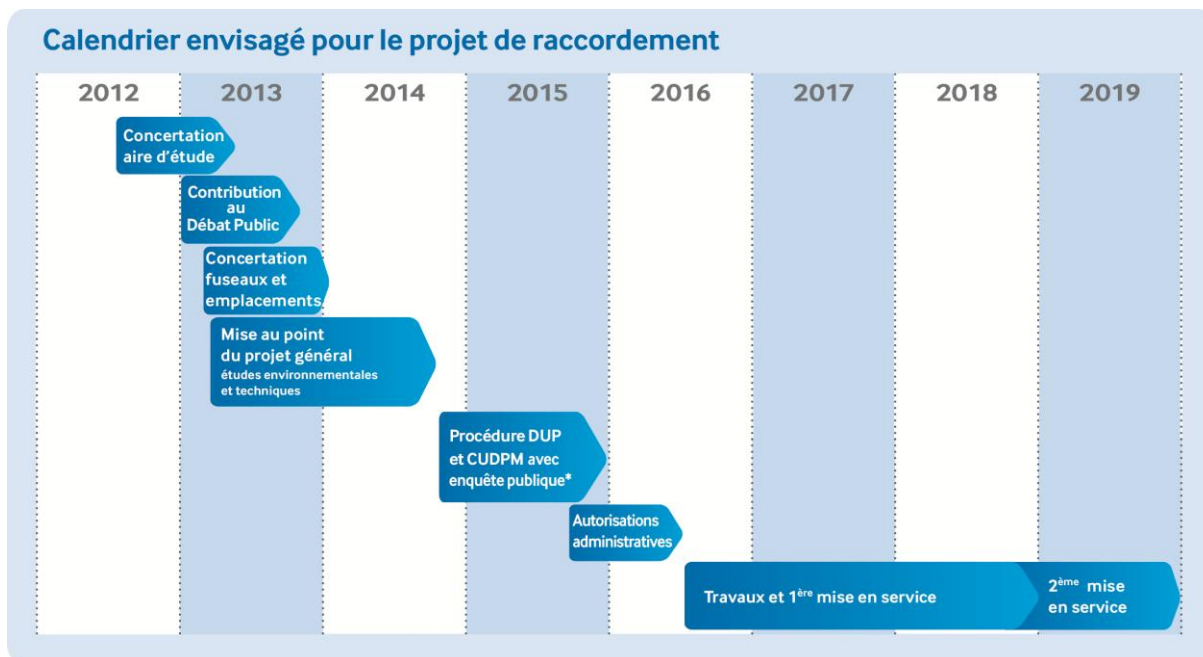 Calendrier envisagé pour le projet de raccordement
2012 2013 2014 2015 2016 2017 2018 2019
Concertation
aire d'étude
Contribution
au
Débat Public
Concertation
fuseaux et
emplacements
Mise au point
du projet général
études environnementales
et techniques
Procédure DUP
et CUDPM avec
enquête publique*
Autorisations
administratives
Travaux et 1ère mise en service
2ème mise
en service